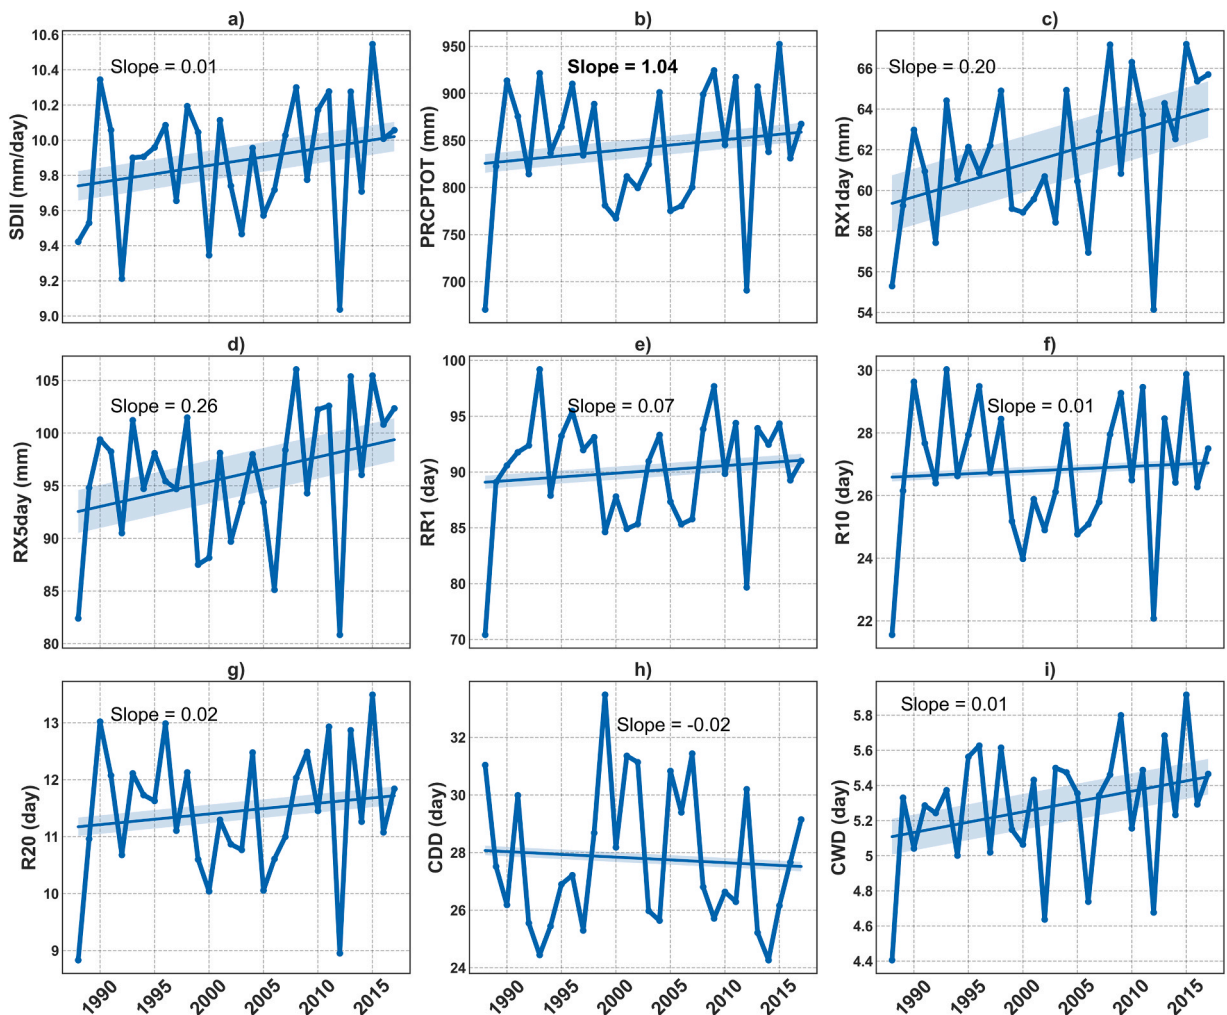 a)
Slope = 0.01
SDII (mm/day)
10.6
10.4
10.2
10.0
9.8
9.6
9.4
9.2
9.0
b)
Slope = 1.04
PRCPTOT (mm)
950
900
850
800
750
700
c)
Slope = 0.20
RX1day (mm)
66
64
62
60
58
56
54
d)
Slope = 0.26
RX5day (mm)
105
100
95
90
85
80
e)
Slope = 0.07
RR1 (day)
100
95
90
85
80
70
f)
Slope = 0.01
R10 (day)
30
28
26
24
22
g)
Slope = 0.02
R20 (day)
13
12
11
10
9
1990 1995 2000 2005 2010 2015
h)
Slope = -0.02
CDD (day)
32
30
28
26
24
1990 1995 2000 2005 2010 2015
i)
Slope = 0.01
CWD (day)
5.8
5.6
5.4
5.2
5
4.8
4.6
4.4
1990 1995 2000 2005 2010 2015